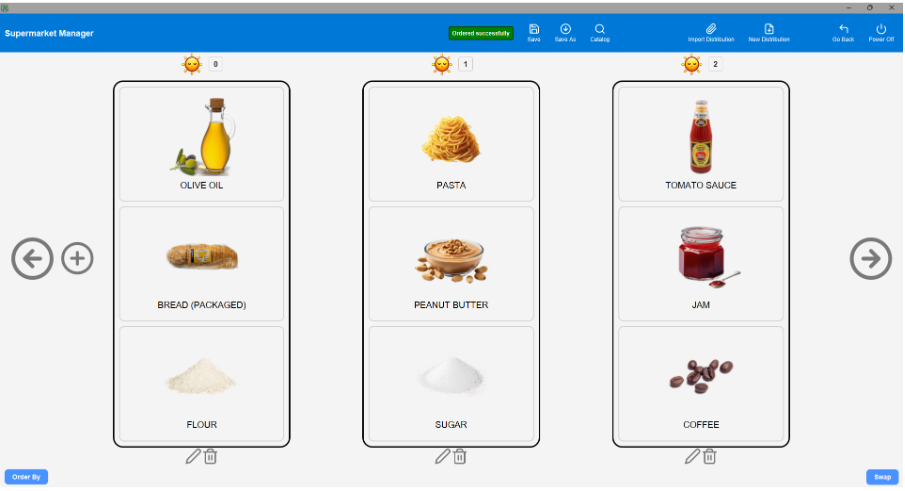 Supermarket Manager
Ordered successfully
Save
Save As
Catalog
Import Distribution
New Distribution
Go Back
Power Off
0
1
2
OLIVE OIL
PASTA
TOMATO SAUCE
BREAD (PACKAGED)
PEANUT BUTTER
JAM
FLOUR
SUGAR
COFFEE
Order By
Swap